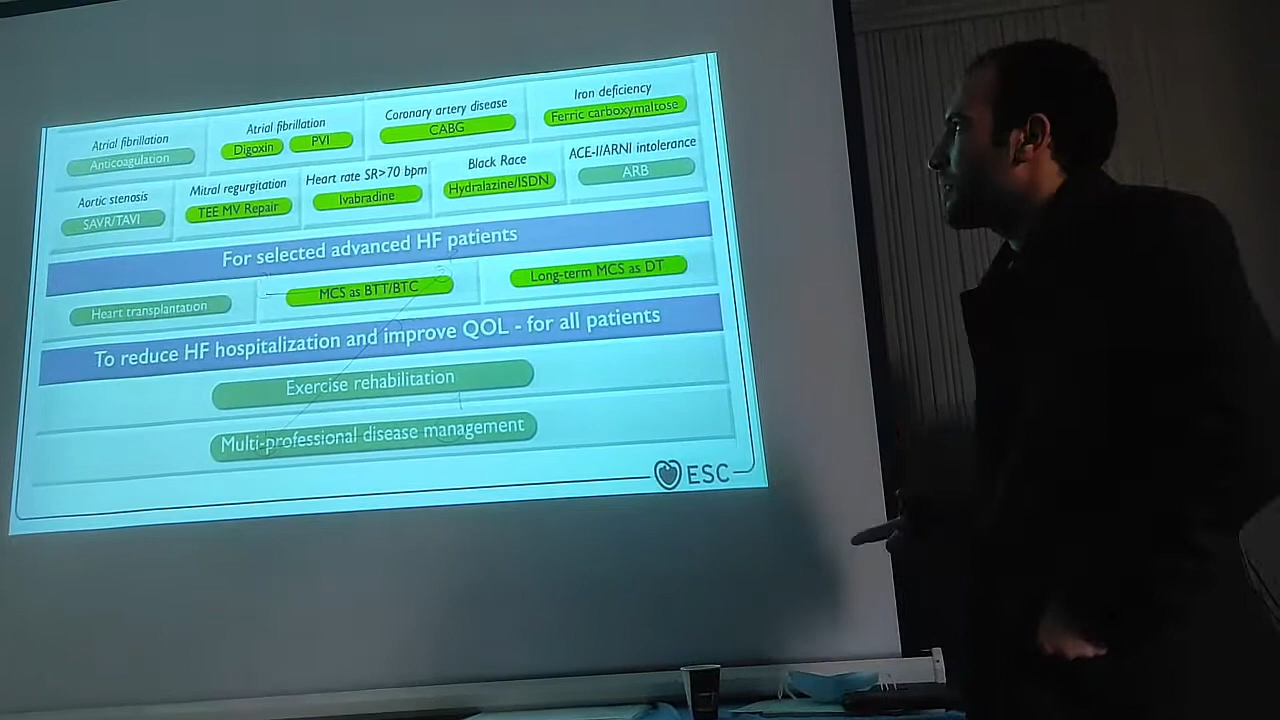 Atrial fibrillation
Anticoagulation
Atrial fibrillation
Digoxin PVI
Coronary artery disease
CABG
Iron deficiency
Ferric carboxymaltose
Aortic stenosis
SAVR/TAVI
Mitral regurgitation
TEE MV Repair
Heart rate SR>70 bpm
Ivabradine
Black Race
Hydralazine/ISDN
ACE-I/ARNI intolerance
ARB
For selected advanced HF patients
Heart transplantation
MCS as BTT/BTC
Long-term MCS as DT
To reduce HF hospitalization and improve QOL - for all patients
Exercise rehabilitation
Multi-professional disease management
ESC